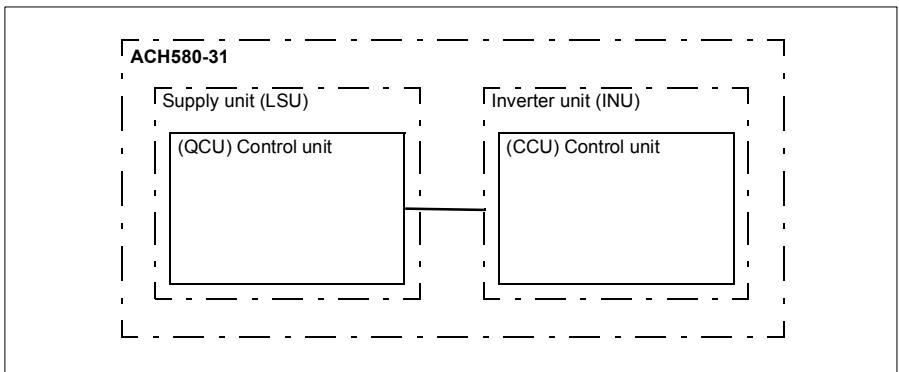 ACH580-31
Supply unit (LSU)
Inverter unit (INU)
(QCU) Control unit
(CCU) Control unit